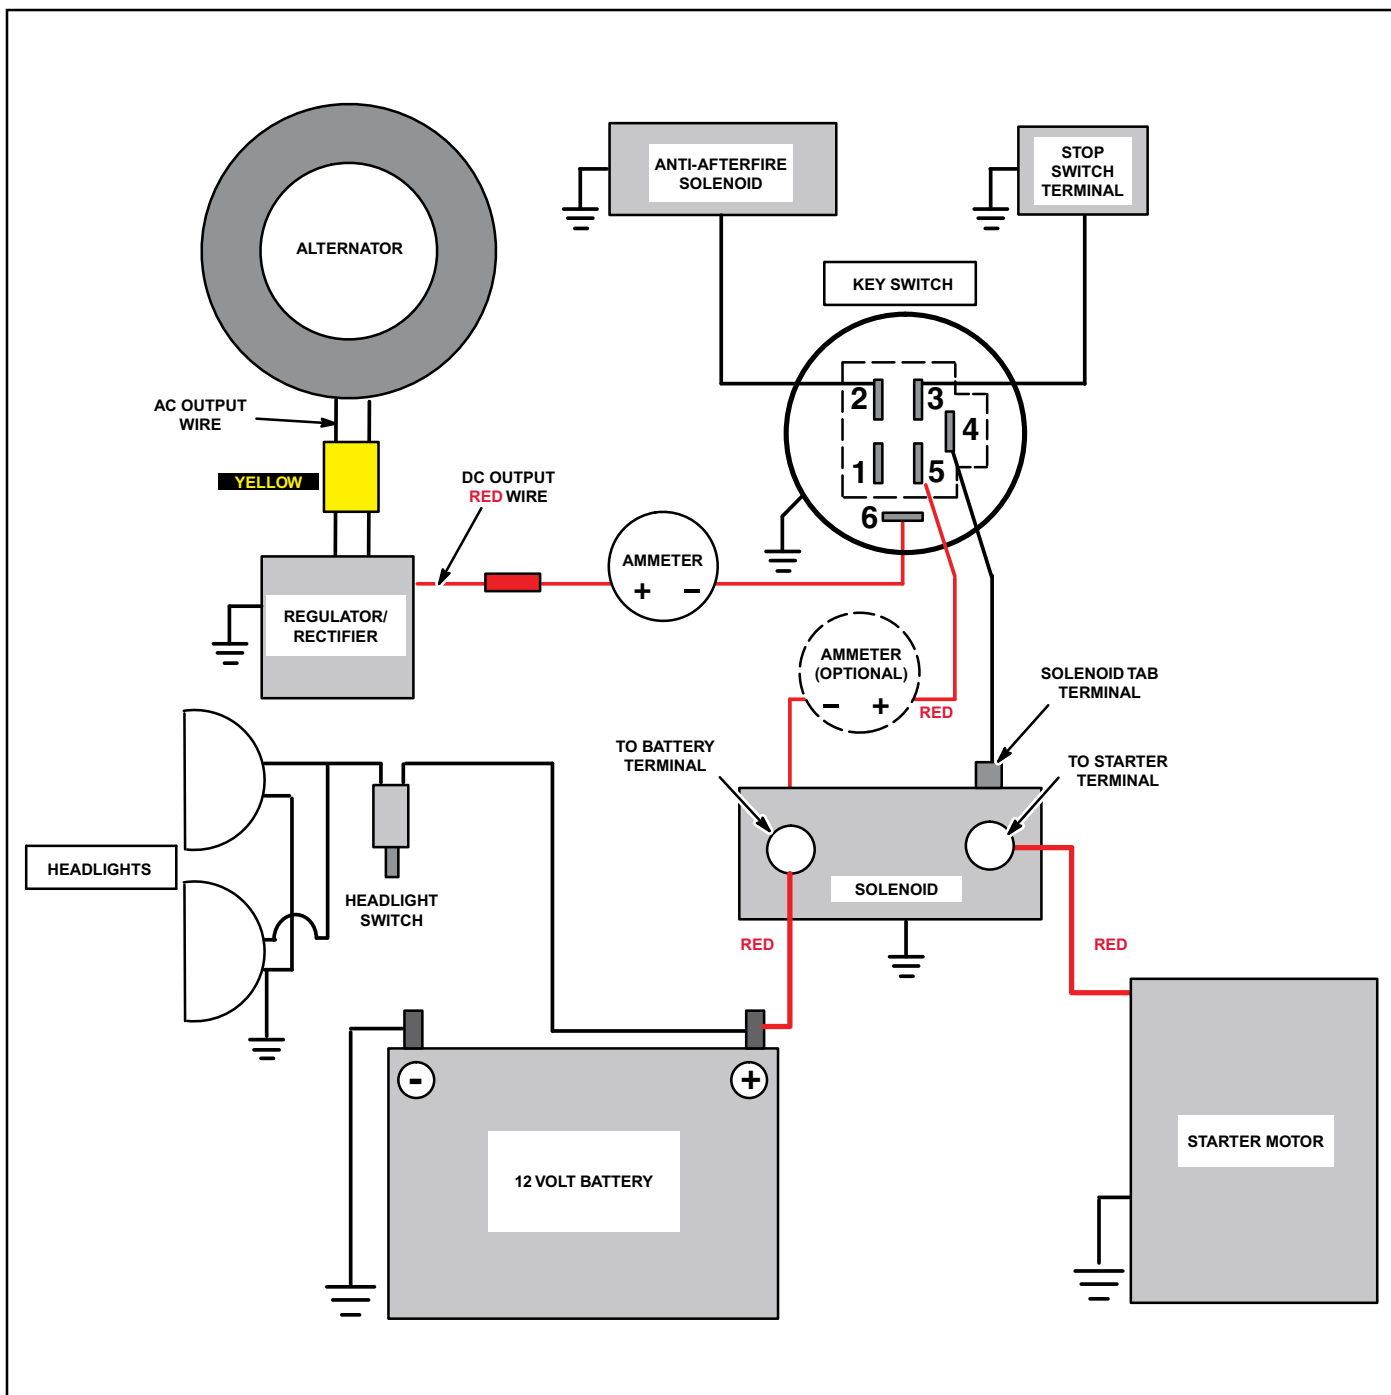 ANTI-AFTERFIRE
SOLENOID
STOP
SWITCH
TERMINAL
ALTERNATOR
KEY SWITCH
2
3
4
1
5
6
AC OUTPUT
WIRE
YELLOW
DC OUTPUT
RED WIRE
AMMETER
+ −
REGULATOR/
RECTIFIER
AMMETER
(OPTIONAL)
− +
RED
SOLENOID TAB
TERMINAL
TO BATTERY
TERMINAL
TO STARTER
TERMINAL
HEADLIGHTS
HEADLIGHT
SWITCH
SOLENOID
RED
RED
- +
12 VOLT BATTERY
STARTER MOTOR